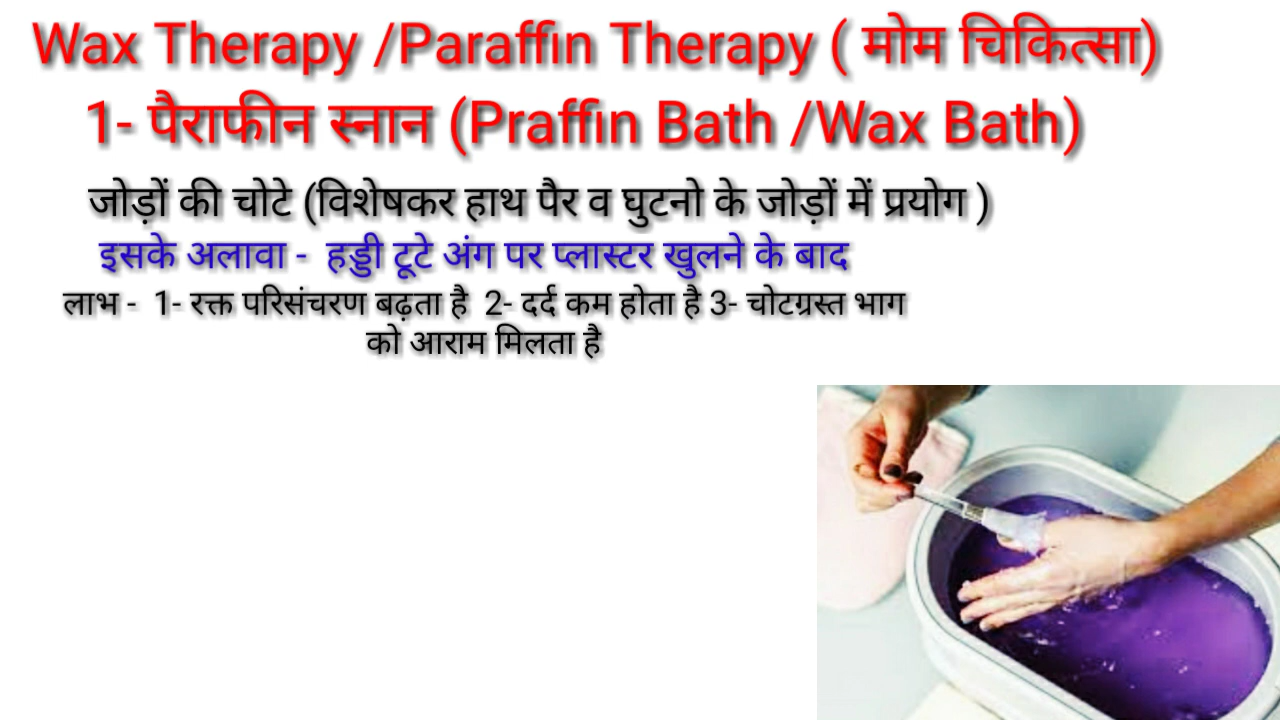 Wax Therapy /Paraffin Therapy ( मोम चिकित्सा)
1- पैराफीन स्नान (Praffin Bath /Wax Bath)
जोड़ों की चोटे (विशेषकर हाथ पैर व घुटनो के जोड़ों में प्रयोग )
इसके अलावा - हड्डी टूटे अंग पर प्लास्टर खुलने के बाद
लाभ - 1- रक्त परिसंचरण बढ़ता है 2- दर्द कम होता है 3- चोटग्रस्त भाग
को आराम मिलता है